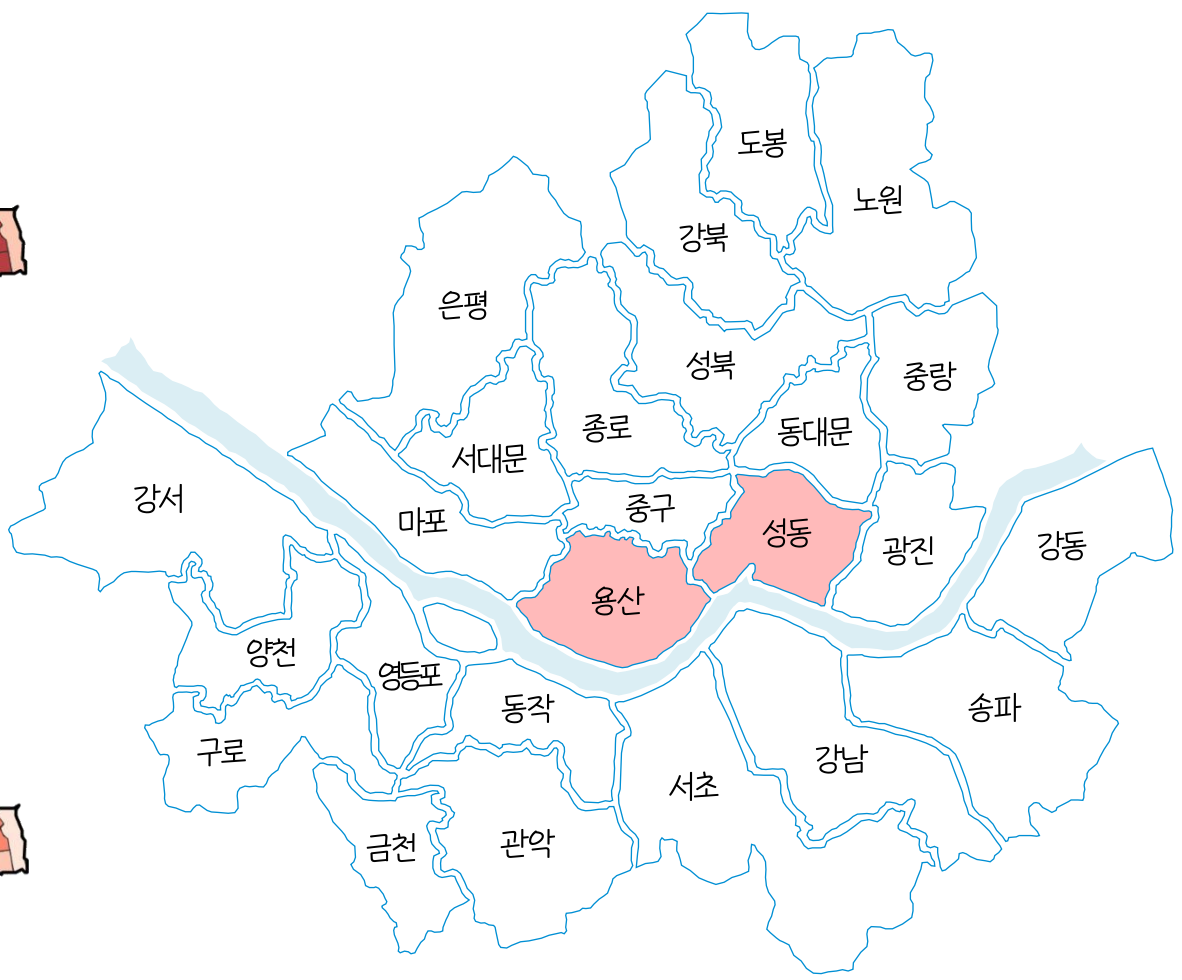 도봉
노원
강북
은평
성북
중랑
종로
동대문
서대문
강서
중구
마포
성동
광진
강동
용산
양천
영등포
동작
송파
구로
강남
서초
금천
관악